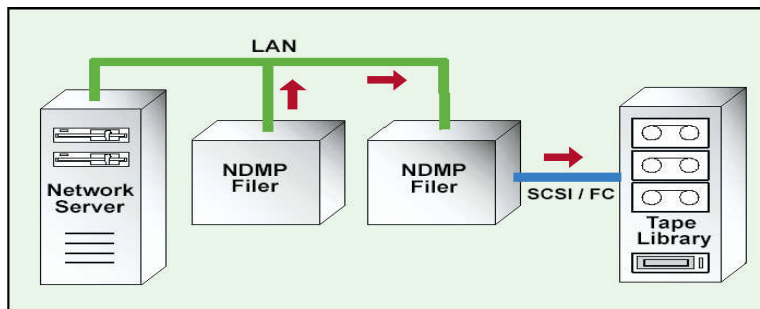 LAN
Network
Server
NDMP
Filer
NDMP
Filer
SCSI / FC
Tape
Library